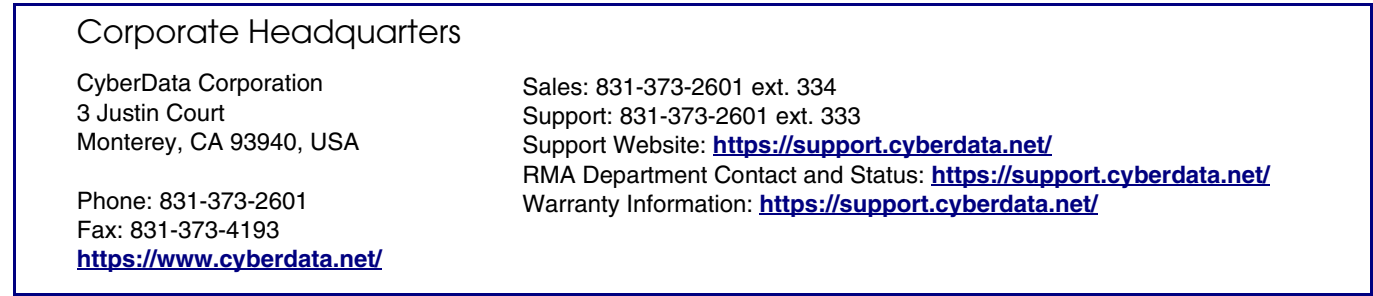 Corporate Headquarters
CyberData Corporation
3 Justin Court
Monterey, CA 93940, USA
Phone: 831-373-2601
Fax: 831-373-4193
https://www.cyberdata.net/
Sales: 831-373-2601 ext. 334
Support: 831-373-2601 ext. 333
Support Website: https://support.cyberdata.net/
RMA Department Contact and Status: https://support.cyberdata.net/
Warranty Information: https://support.cyberdata.net/